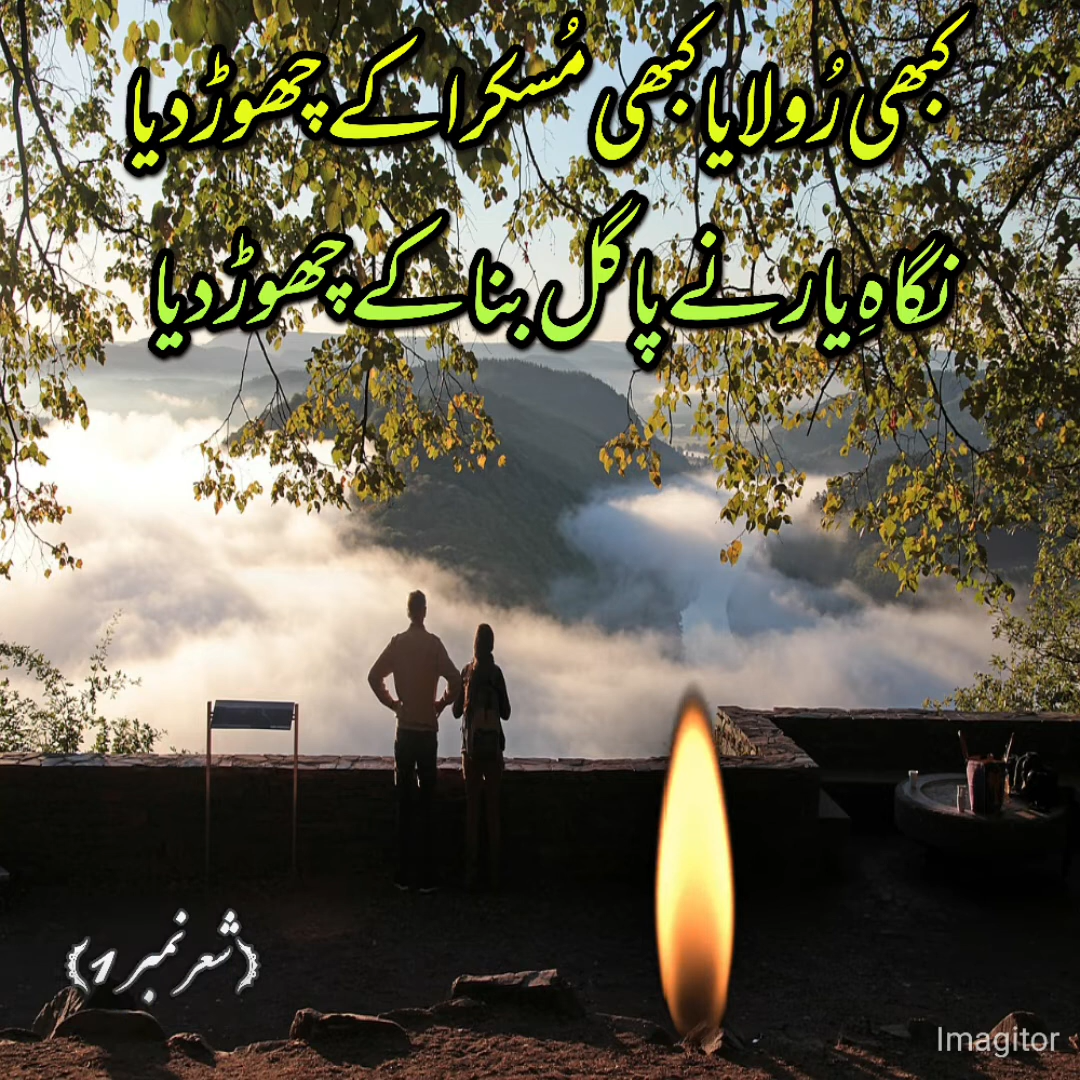 کبھی رُولایا کبھی مُسکرا کے چھوڑ دیا
نگاہِ یار نے پاگل بنا کے چھوڑ دیا
(شعر نمبر 1)
Imagitor